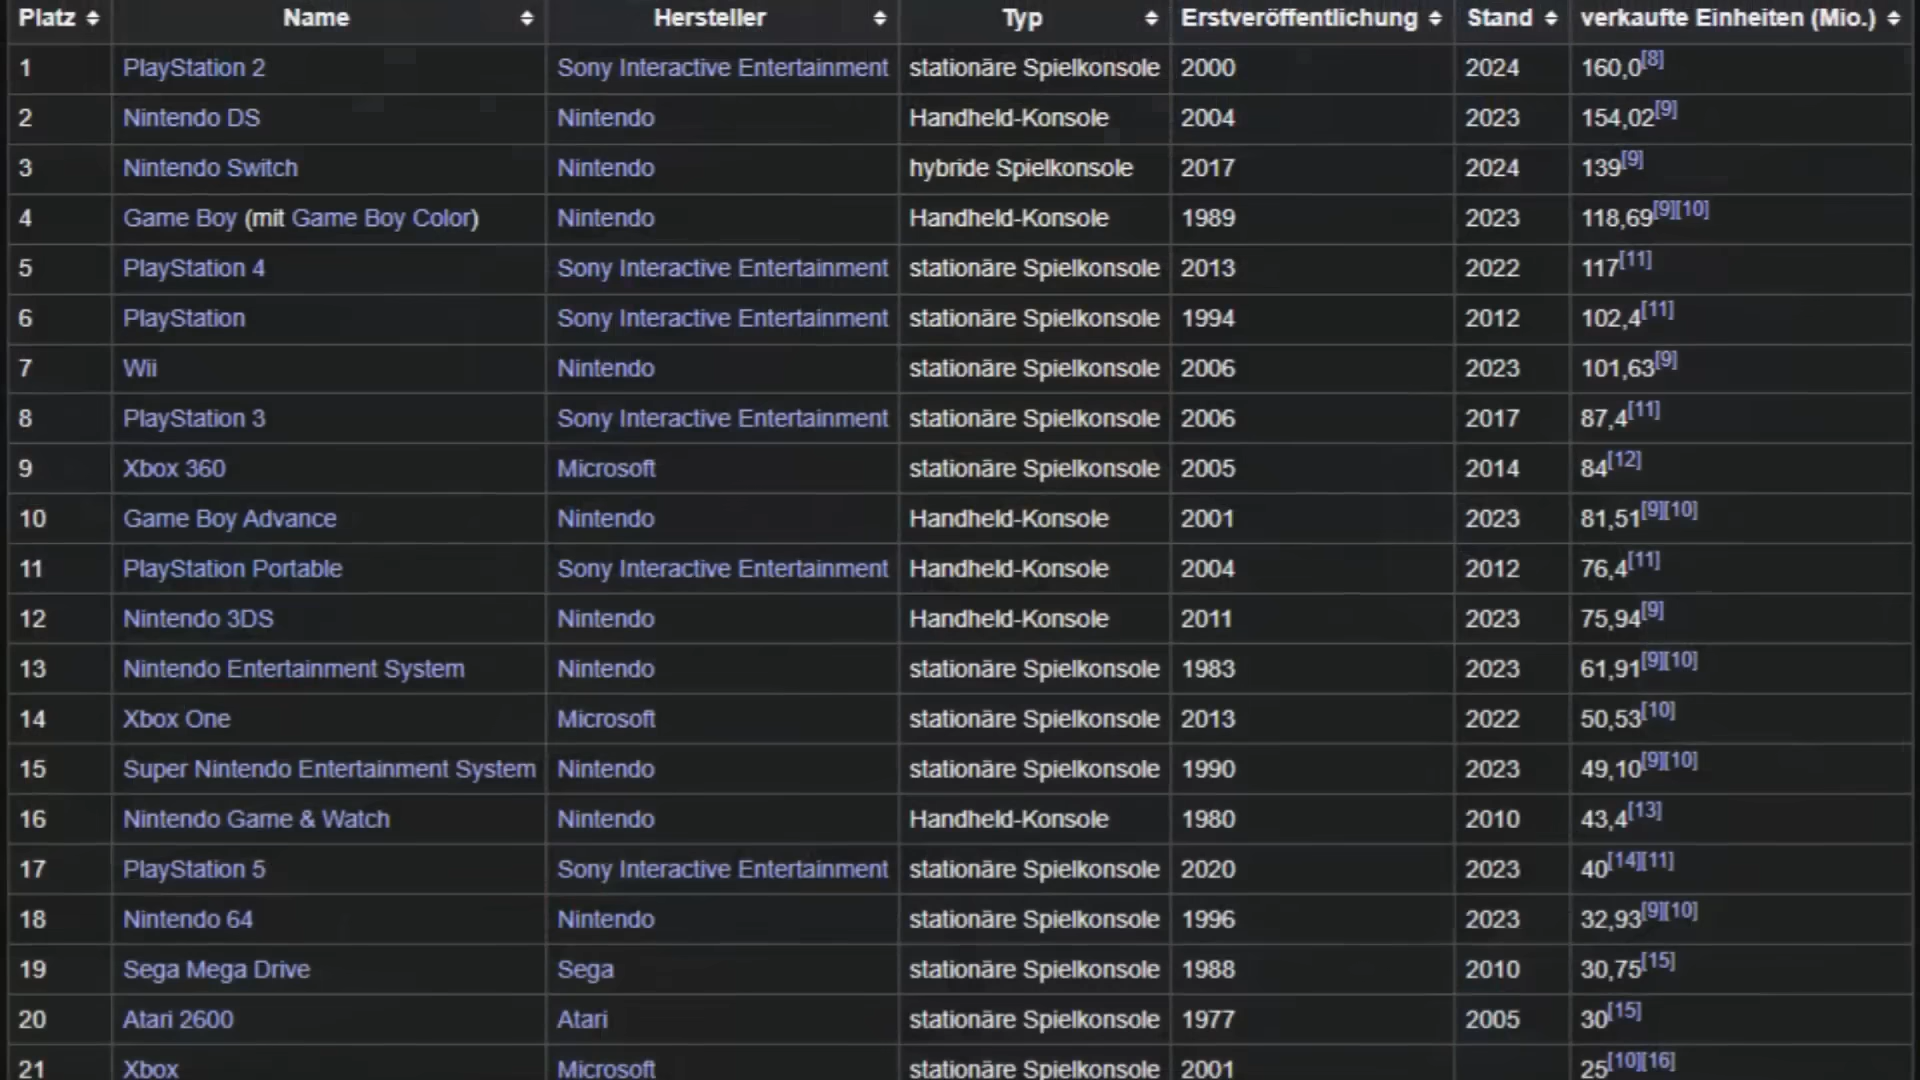 Platz Name Hersteller Typ Erstveröffentlichung Stand verkaufte Einheiten (Mio.)
1 PlayStation 2 Sony Interactive Entertainment stationäre Spielkonsole 2000 2024 160,0[8]
2 Nintendo DS Nintendo Handheld-Konsole 2004 2023 154,02[9]
3 Nintendo Switch Nintendo hybride Spielkonsole 2017 2024 139[9]
4 Game Boy (mit Game Boy Color) Nintendo Handheld-Konsole 1989 2023 118,69[9][10]
5 PlayStation 4 Sony Interactive Entertainment stationäre Spielkonsole 2013 2022 117[11]
6 PlayStation Sony Interactive Entertainment stationäre Spielkonsole 1994 2012 102,4[11]
7 Wii Nintendo stationäre Spielkonsole 2006 2023 101,63[9]
8 PlayStation 3 Sony Interactive Entertainment stationäre Spielkonsole 2006 2017 87,4[11]
9 Xbox 360 Microsoft stationäre Spielkonsole 2005 2014 84[12]
10 Game Boy Advance Nintendo Handheld-Konsole 2001 2023 81,51[9][10]
11 PlayStation Portable Sony Interactive Entertainment Handheld-Konsole 2004 2012 76,4[11]
12 Nintendo 3DS Nintendo Handheld-Konsole 2011 2023 75,94[9]
13 Nintendo Entertainment System Nintendo stationäre Spielkonsole 1983 2023 61,91[9][10]
14 Xbox One Microsoft stationäre Spielkonsole 2013 2022 50,53[10]
15 Super Nintendo Entertainment System Nintendo stationäre Spielkonsole 1990 2023 49,10[9][10]
16 Nintendo Game & Watch Nintendo Handheld-Konsole 1980 2010 43,4[13]
17 PlayStation 5 Sony Interactive Entertainment stationäre Spielkonsole 2020 2023 40[14][11]
18 Nintendo 64 Nintendo stationäre Spielkonsole 1996 2023 32,93[9][10]
19 Sega Mega Drive Sega stationäre Spielkonsole 1988 2010 30,75[15]
20 Atari 2600 Atari stationäre Spielkonsole 1977 2005 30[15]
21 Xbox Microsoft stationäre Spielkonsole 2001 25[10][16]